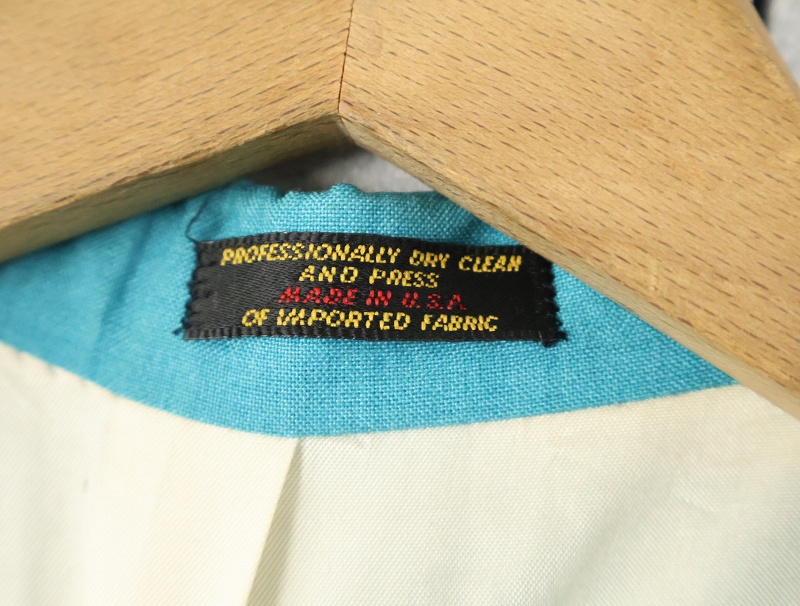 PROFESSIONALLY DRY CLEAN
AND PRESS
MADE IN U.S.A.
OF IMPORTED FABRIC